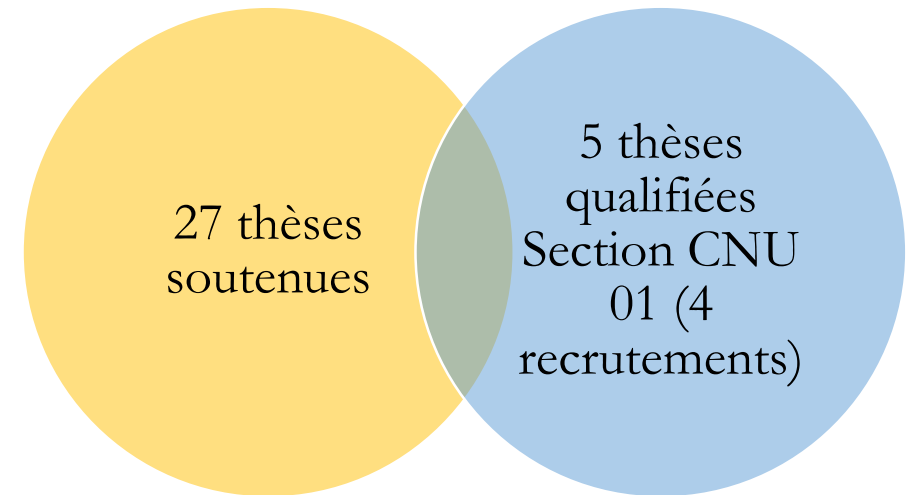 27 thèses
soutenues
5 thèses
qualifiées
Section CNU
01 (4
recrutements)